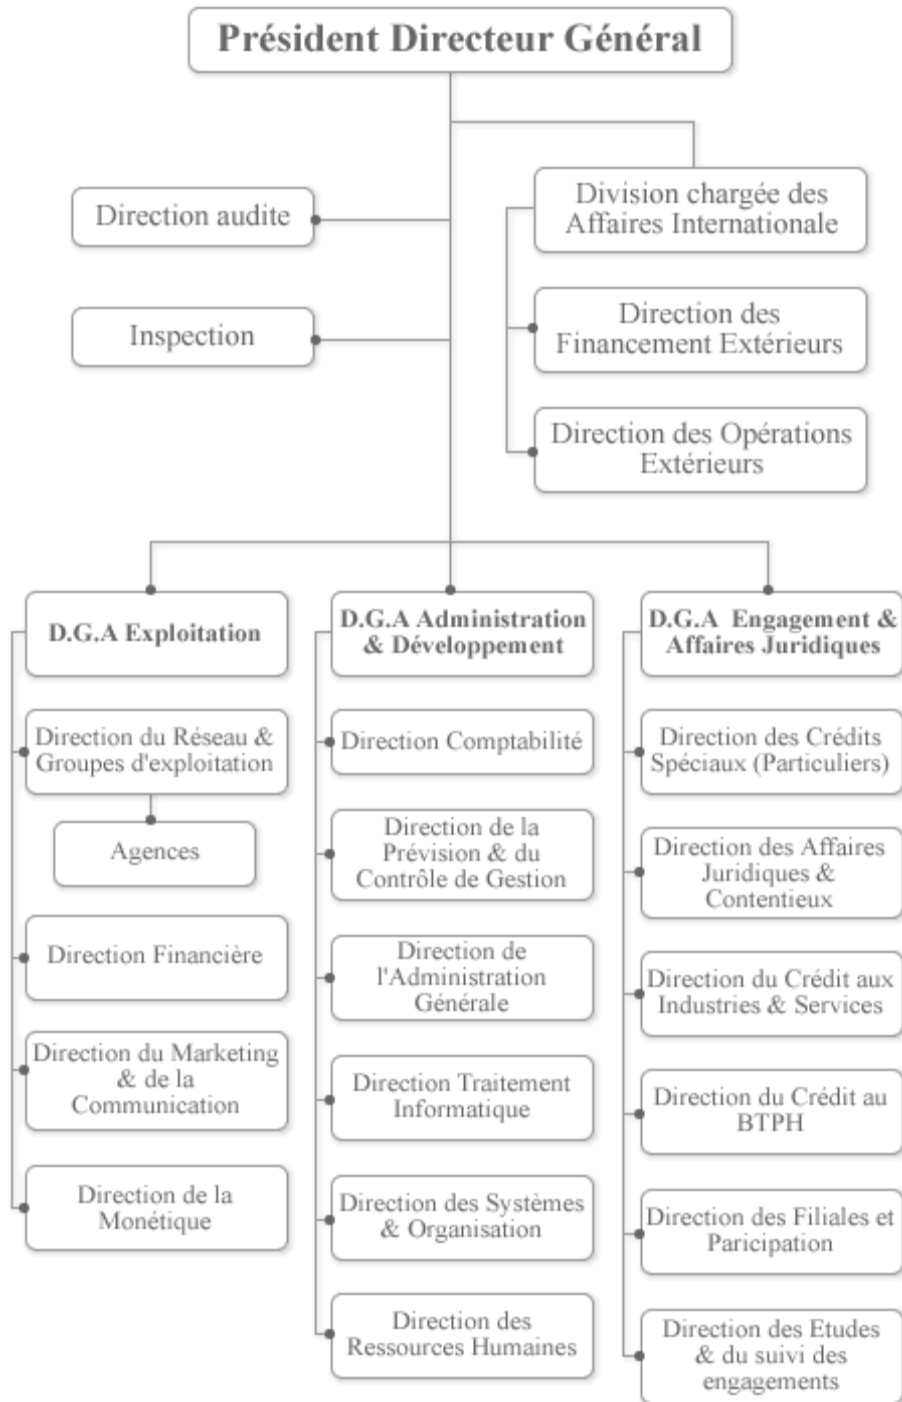 Président Directeur Général
Direction audite
Division chargée des
Affaires Internationale
Inspection
Direction des
Financement Extérieurs
Direction des Opérations
Extérieurs
D.G.A Exploitation
Direction du Réseau &
Groupes d'exploitation
Agences
Direction Financière
Direction du Marketing
& de la
Communication
Direction de la
Monétique
D.G.A Administration
& Développement
Direction Comptabilité
Direction de la
Prévision & du
Contrôle de Gestion
Direction de
l'Administration
Générale
Direction Traitement
Informatique
Direction des Systèmes
& Organisation
Direction des
Ressources Humaines
D.G.A Engagement &
Affaires Juridiques
Direction des Crédits
Spéciaux (Particuliers)
Direction des Affaires
Juridiques &
Contentieux
Direction du Crédit aux
Industries & Services
Direction du Crédit au
BTPH
Direction des Filiales et
Paricipation
Direction des Etudes
& du suivi des
engagements